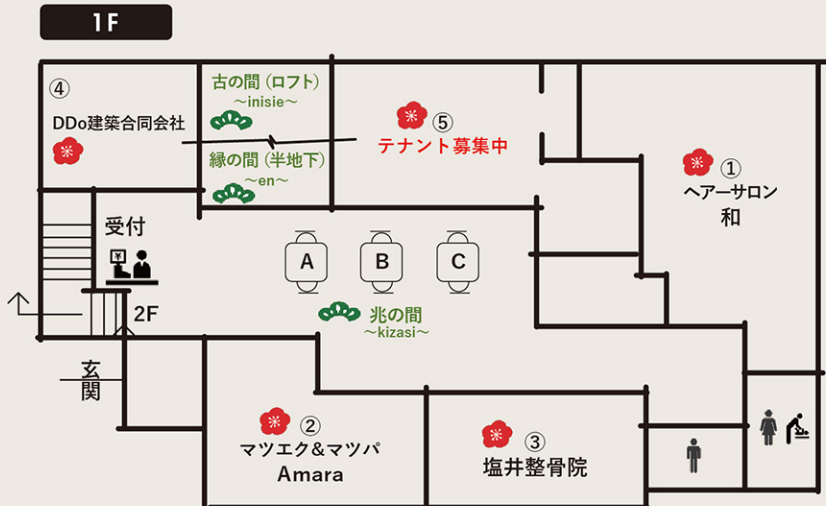 1F
④
DDo建築合同会社
古の間（ロフト）
～inisie～
縁の間（半地下）
～en～
⑤
テナント募集中
①
ヘアーサロン
和
受付
¥
A
B
C
2F
兆の間
～kizasi～
玄
関
②
マツエク&マツパ
Amara
③
塩井整骨院